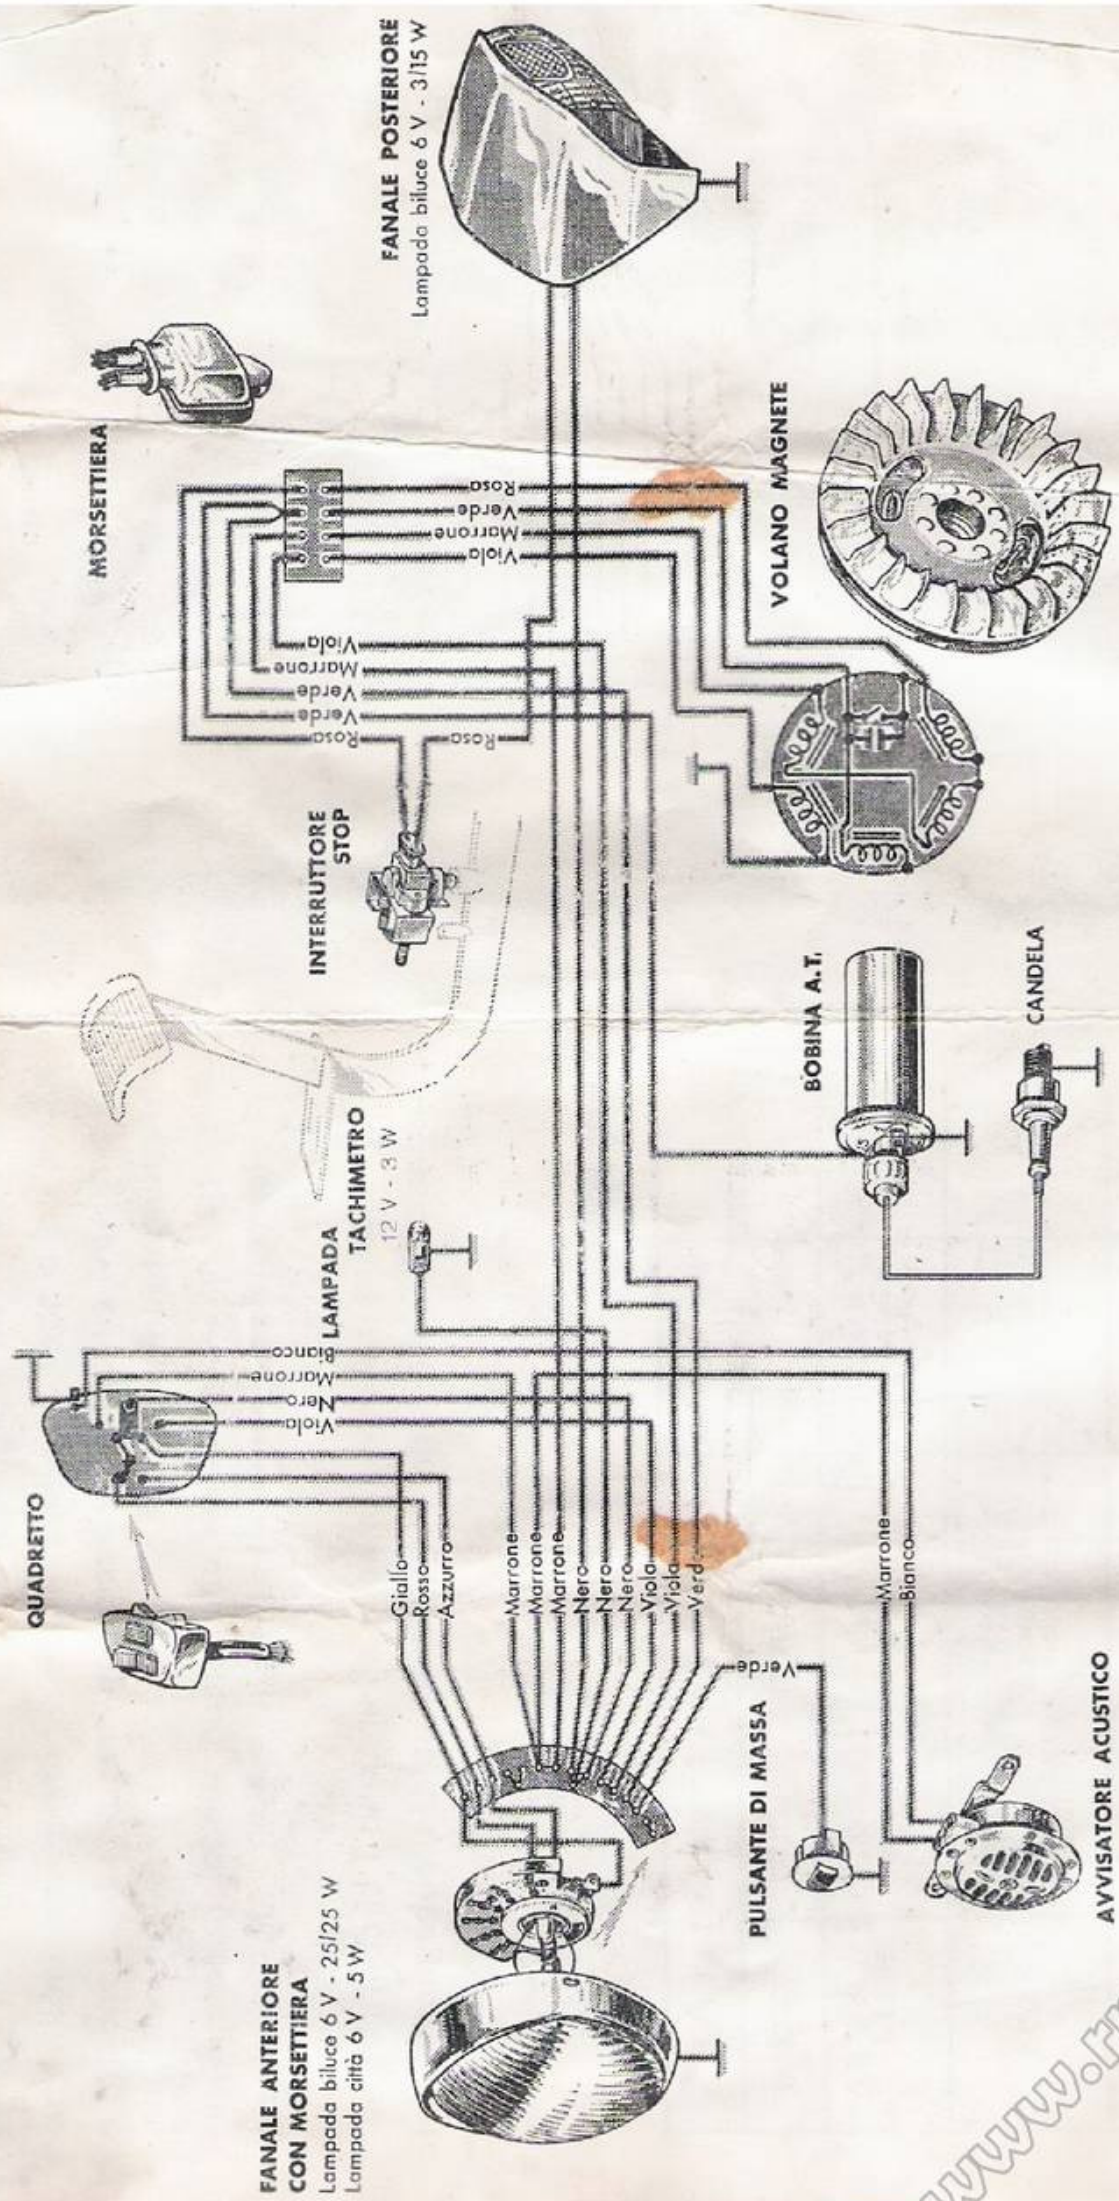 FANALE ANTERIORE
CON MORSETTIERA
Lampada biluce 6 V - 25/25 W
Lampada città 6 V - 5 W
QUADRETTO
LAMPADA
TACHIMETRO
12 V - 3 W
INTERRUTTORE
STOP
MORSETTIERA
FANALE POSTERIORE
Lampada biluce 6 V - 3/15 W
Bianco
Marrone
Nero
Viola
Giallo
Rosso
Azzurro
Marrone
Marrone
Marrone
Nero
Nero
Nero
Viola
Viola
Verde
Rosa
Verde
Verde
Marrone
Viola
Rosa
Rosa
Verde
Marrone
Viola
Verde
PULSANTE DI MASSA
Marrone
Bianco
AVVISATORE ACUSTICO
BOBINA A.T.
CANDELA
VOLANO MAGNETE